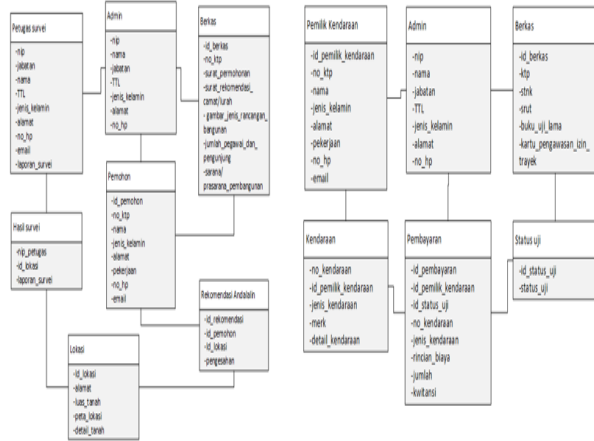 Petugas survei
-nip
-jabatan
-nama
-TTL
-jenis_kelamin
-alamat
-no_hp
-email
-laporan_survei
Admin
-nip
-nama
-jabatan
-TTL
-jenis_kelamin
-alamat
-no_hp
Berkas
-id_berkas
-no_ktp
-surat_permohonan
-surat_rekomendasi_
camat/lurah
-gambar_jenis_rancangan_
bangunan
-jumlah_pegawai_dan_
pengunjung
-sarana/
prasarana_pembangunan
Hasil survei
-nip_petugas
-id_lokasi
-laporan_survei
Pemohon
-id_pemohon
-no_ktp
-nama
-jenis_kelamin
-alamat
-pekerjaan
-no_hp
-email
Rekomendasi Andalalin
-id_rekomendasi
-id_pemohon
-id_lokasi
-pengesahan
Lokasi
-id_lokasi
-alamat
-luas_tanah
-peta_lokasi
-detail_tanah
Pemilik Kendaraan
-id_pemilik_kendaraan
-no_ktp
-nama
-jenis_kelamin
-alamat
-pekerjaan
-no_hp
-email
Admin
-nip
-nama
-jabatan
-TTL
-jenis_kelamin
-alamat
-no_hp
Berkas
-id_berkas
-ktp
-stnk
-srut
-buku_uji_lama
-kartu_pengawasan_izin_
trayek
Kendaraan
-no_kendaraan
-id_pemilik_kendaraan
-jenis_kendaraan
-merk
-detail_kendaraan
Pembayaran
-id_pembayaran
-id_pemilik_kendaraan
-id_status_uji
-no_kendaraan
-jenis_kendaraan
-rincian_biaya
-jumlah
-kwitansi
Status uji
-id_status_uji
-status_uji